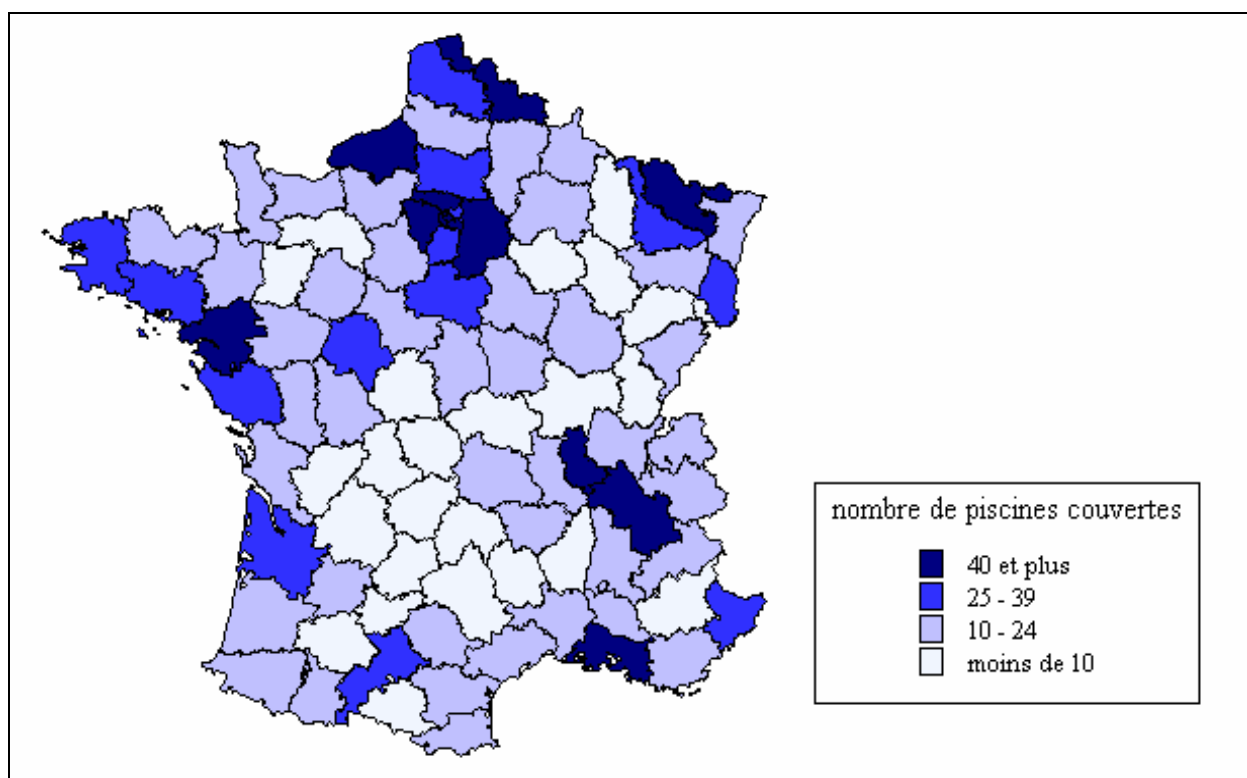 nombre de piscines couvertes
40 et plus
25 - 39
10 - 24
moins de 10